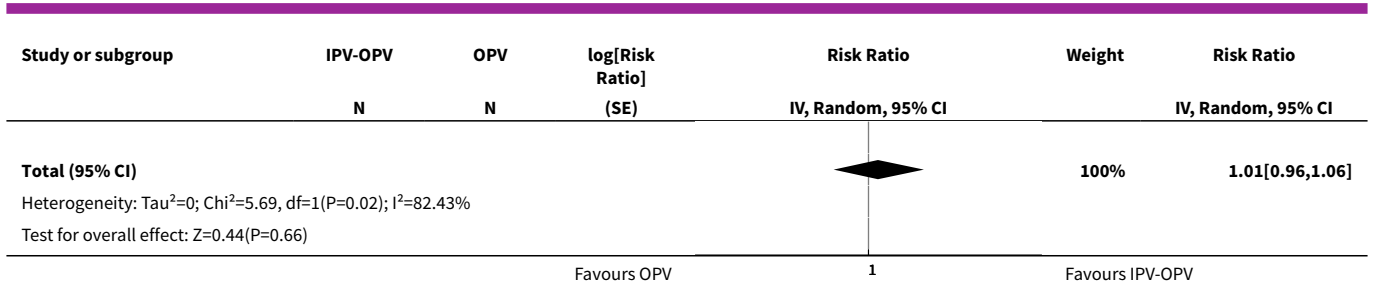 Study or subgroup IPV-OPV OPV log[Risk Ratio] Risk Ratio Weight Risk Ratio
N N (SE) IV, Random, 95% CI IV, Random, 95% CI
Total (95% CI) 100% 1.01[0.96,1.06]
Heterogeneity: Tau²=0; Chi²=5.69, df=1(P=0.02); I²=82.43%
Test for overall effect: Z=0.44(P=0.66)
Favours OPV 1 Favours IPV-OPV